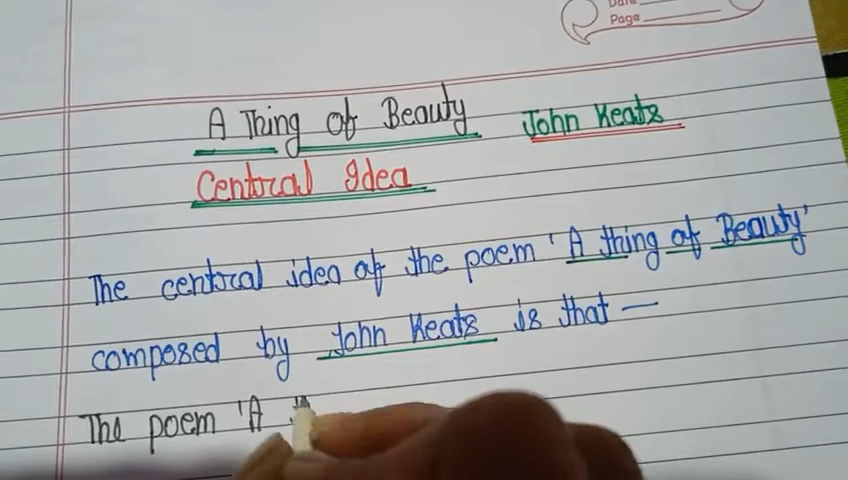 Date
Page
A Thing of Beauty John Keats
Central Idea
The central idea of the poem 'A thing of Beauty'
composed by John Keats is that —
The poem 'A